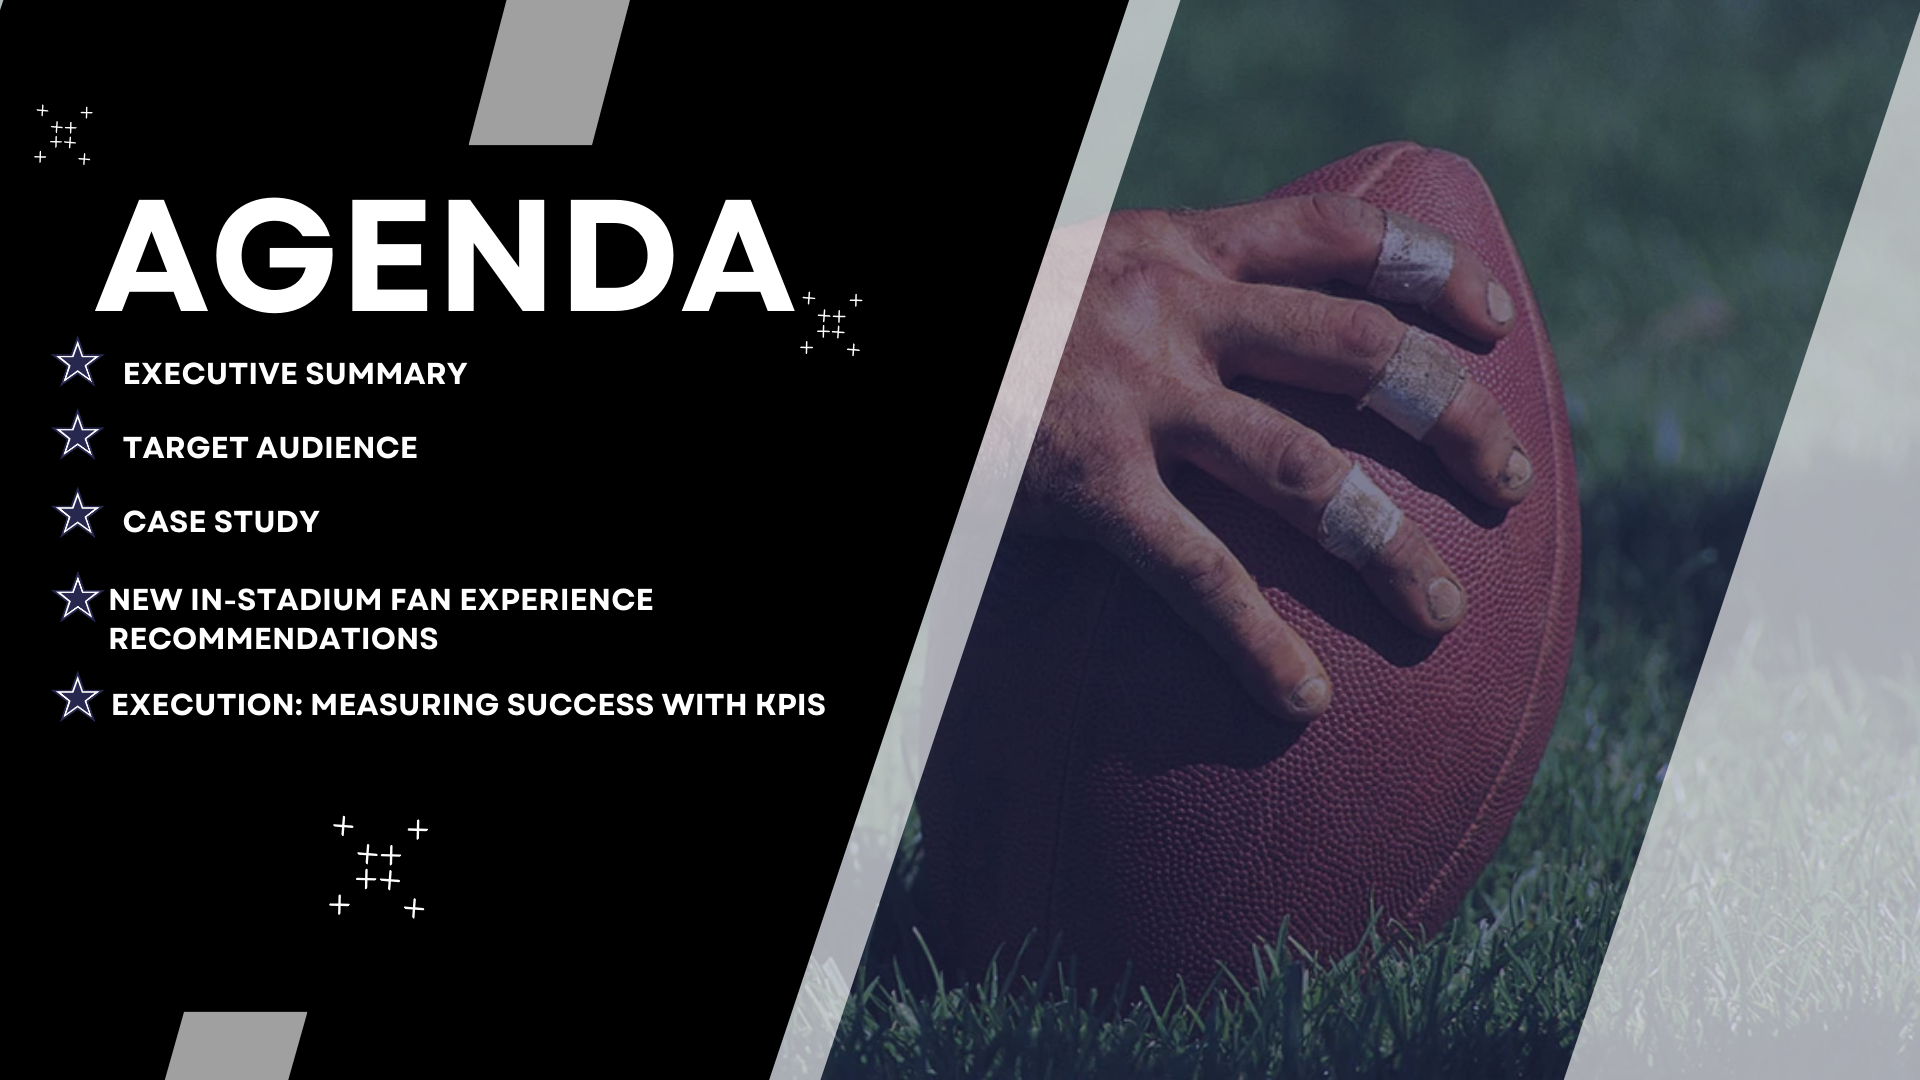 AGENDA
EXECUTIVE SUMMARY
TARGET AUDIENCE
CASE STUDY
NEW IN-STADIUM FAN EXPERIENCE
RECOMMENDATIONS
EXECUTION: MEASURING SUCCESS WITH KPIS